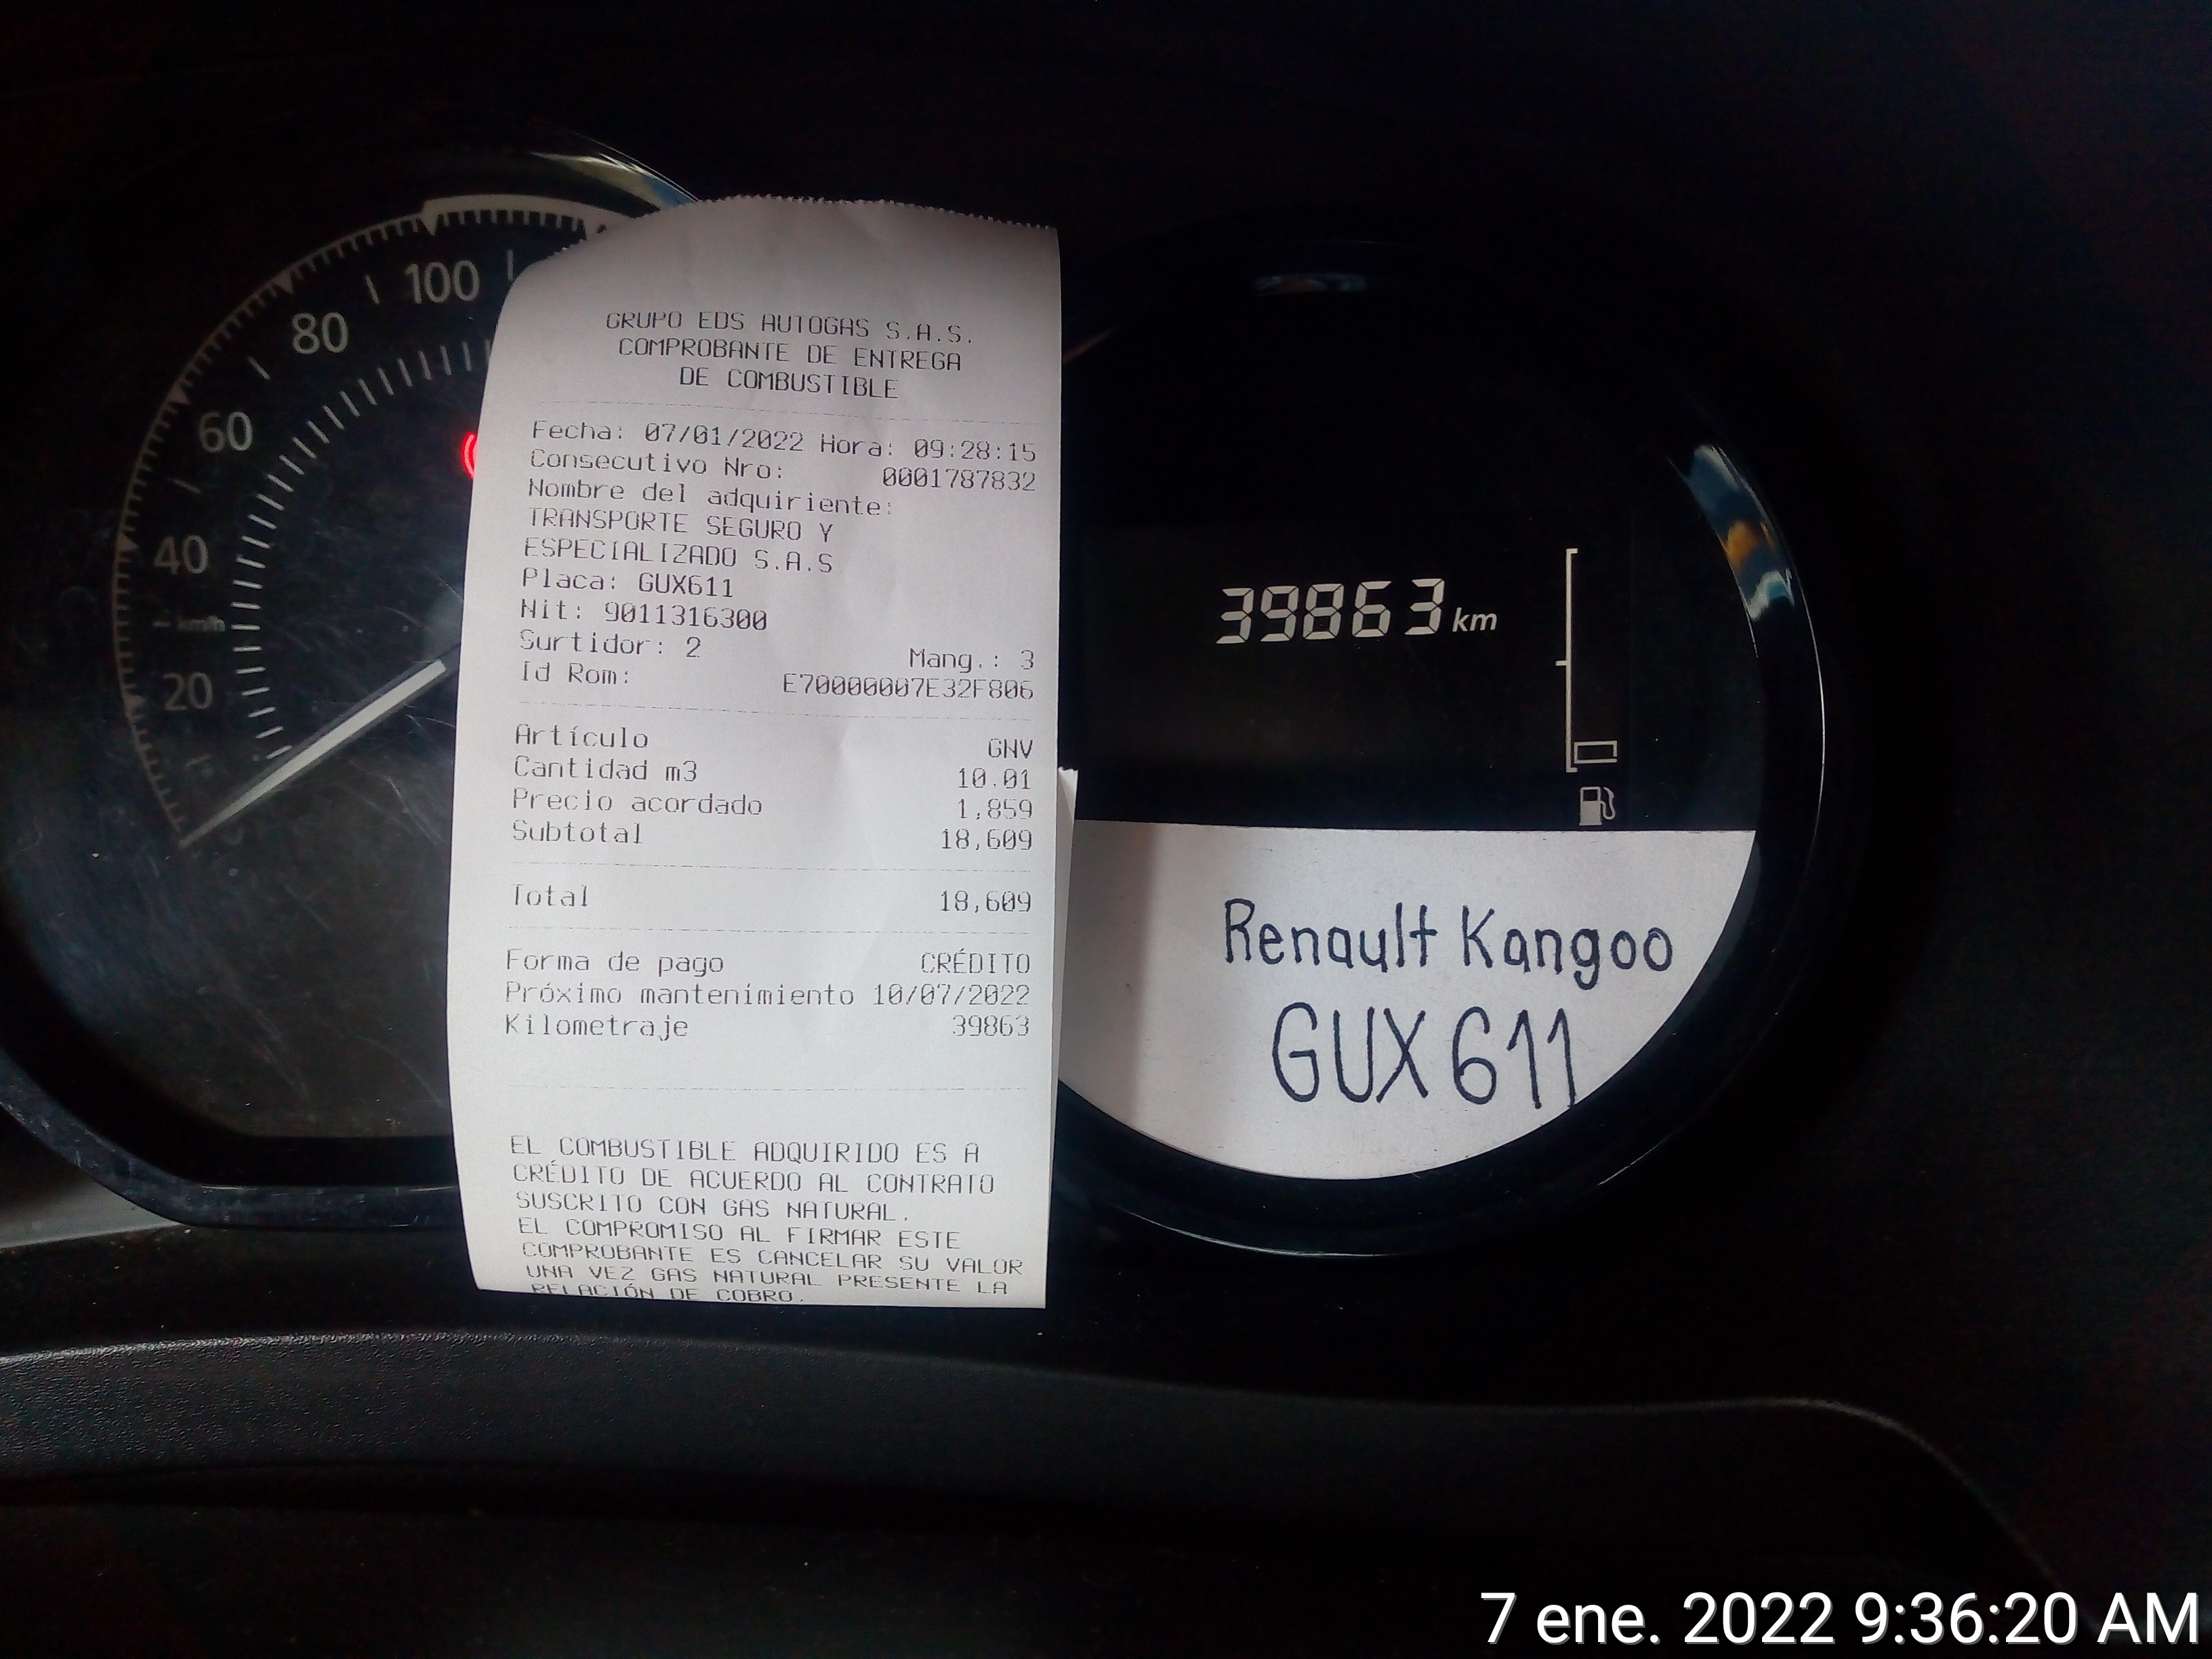 100
80
60
40
km/h
20
GRUPO EDS AUTOGAS S.A.S.
COMPROBANTE DE ENTREGA
DE COMBUSTIBLE
Fecha: 07/01/2022 Hora: 09:28:15
Consecutivo Nro: 0001787832
Nombre del adquiriente:
TRANSPORTE SEGURO Y
ESPECIALIZADO S.A.S
Placa: GUX611
Nit: 9011316300
Surtidor: 2 Mang.: 3
Id Rom: E70000007E32F806
Artículo GNV
Cantidad m3 10.01
Precio acordado 1,859
Subtotal 18,609
Total 18,609
Forma de pago CRÉDITO
Próximo mantenimiento 10/07/2022
Kilometraje 39863
EL COMBUSTIBLE ADQUIRIDO ES A
CRÉDITO DE ACUERDO AL CONTRATO
SUSCRITO CON GAS NATURAL.
EL COMPROMISO AL FIRMAR ESTE
COMPROBANTE ES CANCELAR SU VALOR
UNA VEZ GAS NATURAL PRESENTE LA
RELACIÓN DE COBRO.
39863 km
Renault Kangoo
GUX 611
7 ene. 2022 9:36:20 AM